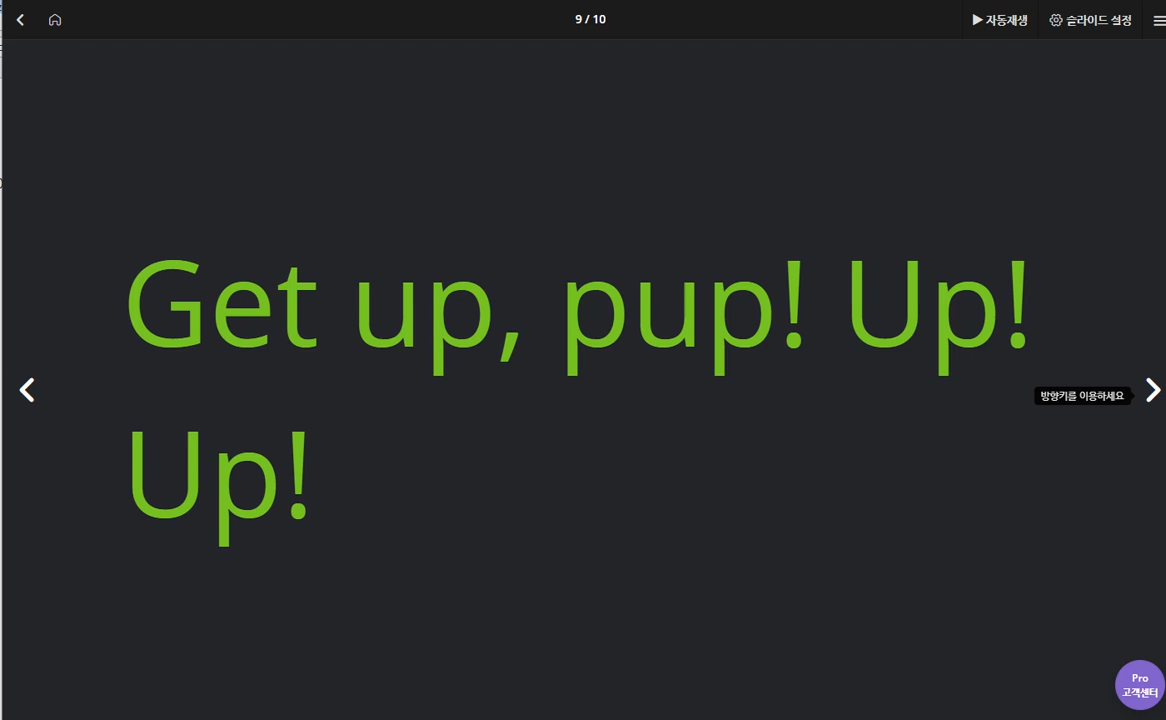 9 / 10
▶ 자동재생
슬라이드 설정
Get up, pup! Up!
방향키를 이용하세요
Up!
Pro
고객센터